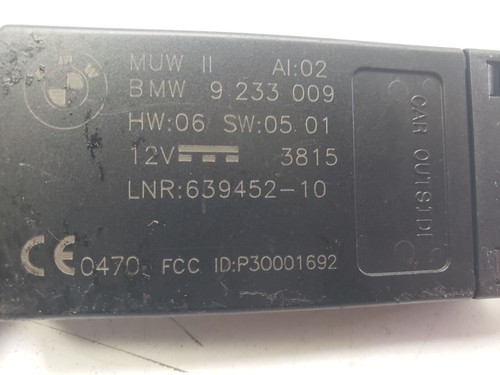 MUW II AI:02
BMW 9 233 009
HW:06 SW:05.01
12V 3815
LNR:639452-10
CE 0470 FCC ID:P30001692
CAR OUTSIDE